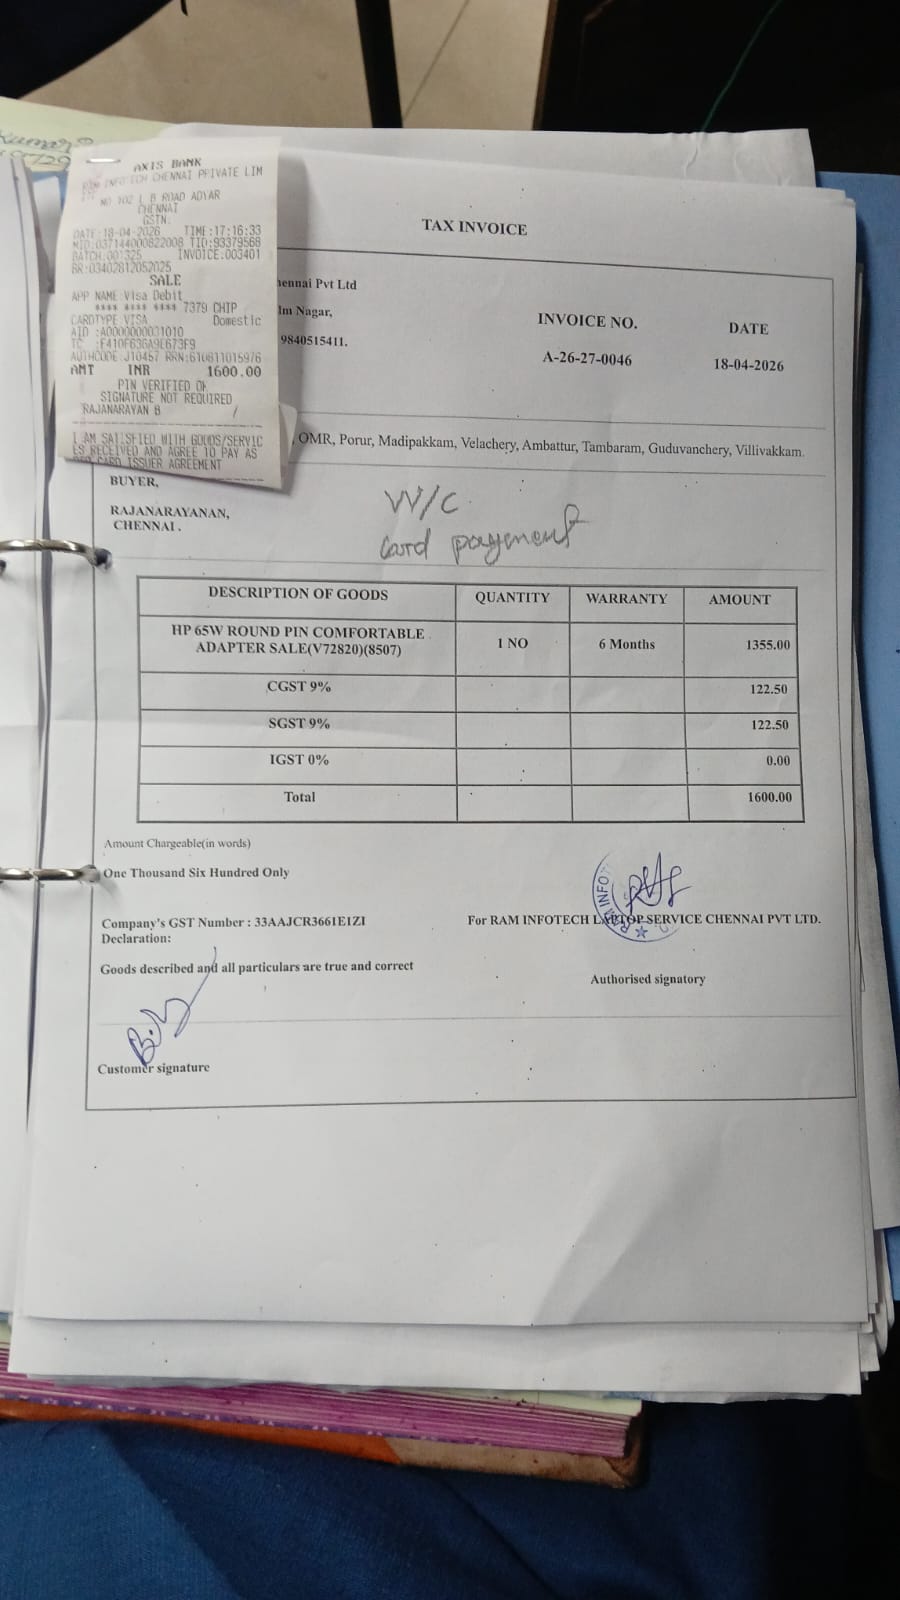 AXIS BANK
RAM INFOTECH CHENNAI PRIVATE LIM
NO 102 L B ROAD ADYAR
CHENNAI
GSTN:
DATE:18-04-2026 TIME:17:16:33
MID:037144000822008 TID:93379568
BATCH:001325 INVOICE:003401
BR:03402812052025
SALE
APP NAME:Visa Debit
**** **** **** 7379 CHIP
CARDTYPE:VISA Domestic
AID :A0000000031010
TC :F410F636A9E673F9
AUTHCODE:J10457 RRN:610811015976
AMT INR 1600.00
PIN VERIFIED OK
SIGNATURE NOT REQUIRED
RAJANARAYAN B /
I AM SATISFIED WITH GOODS/SERVIC
ES RECEIVED AND AGREE TO PAY AS
PER CARD ISSUER AGREEMENT
TAX INVOICE
hennai Pvt Ltd
Nagar,
9840515411.
INVOICE NO. DATE
A-26-27-0046 18-04-2026
, OMR, Porur, Madipakkam, Velachery, Ambattur, Tambaram, Guduvanchery, Villivakkam.
BUYER,
RAJANARAYANAN,
CHENNAI .
W/C
Card payement
DESCRIPTION OF GOODS QUANTITY WARRANTY AMOUNT
HP 65W ROUND PIN COMFORTABLE
ADAPTER SALE(V72820)(8507) 1 NO 6 Months 1355.00
CGST 9% 122.50
SGST 9% 122.50
IGST 0% 0.00
Total 1600.00
Amount Chargeable(in words)
One Thousand Six Hundred Only
Company's GST Number : 33AAJCR3661E1ZI
Declaration:
For RAM INFOTECH LAPTOP SERVICE CHENNAI PVT LTD.
RAM INFO
Goods described and all particulars are true and correct
Authorised signatory
Customer signature